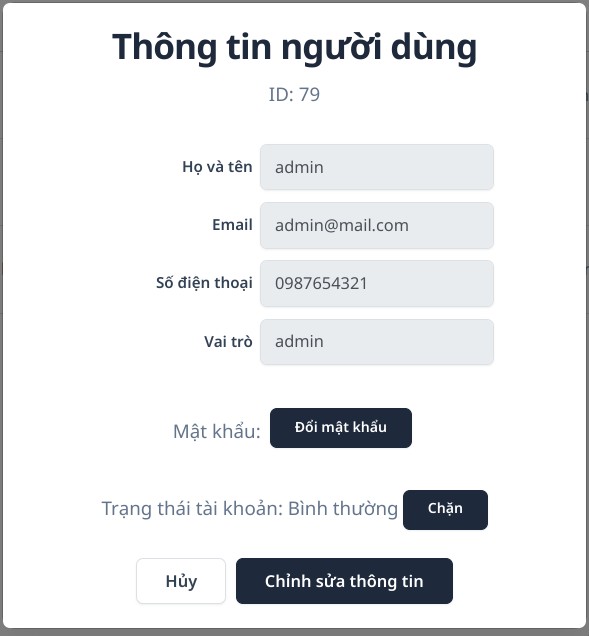 Thông tin người dùng
ID: 79
Họ và tên admin
Email admin@mail.com
Số điện thoại 0987654321
Vai trò admin
Mật khẩu: Đổi mật khẩu
Trạng thái tài khoản: Bình thường Chặn
Hủy Chỉnh sửa thông tin